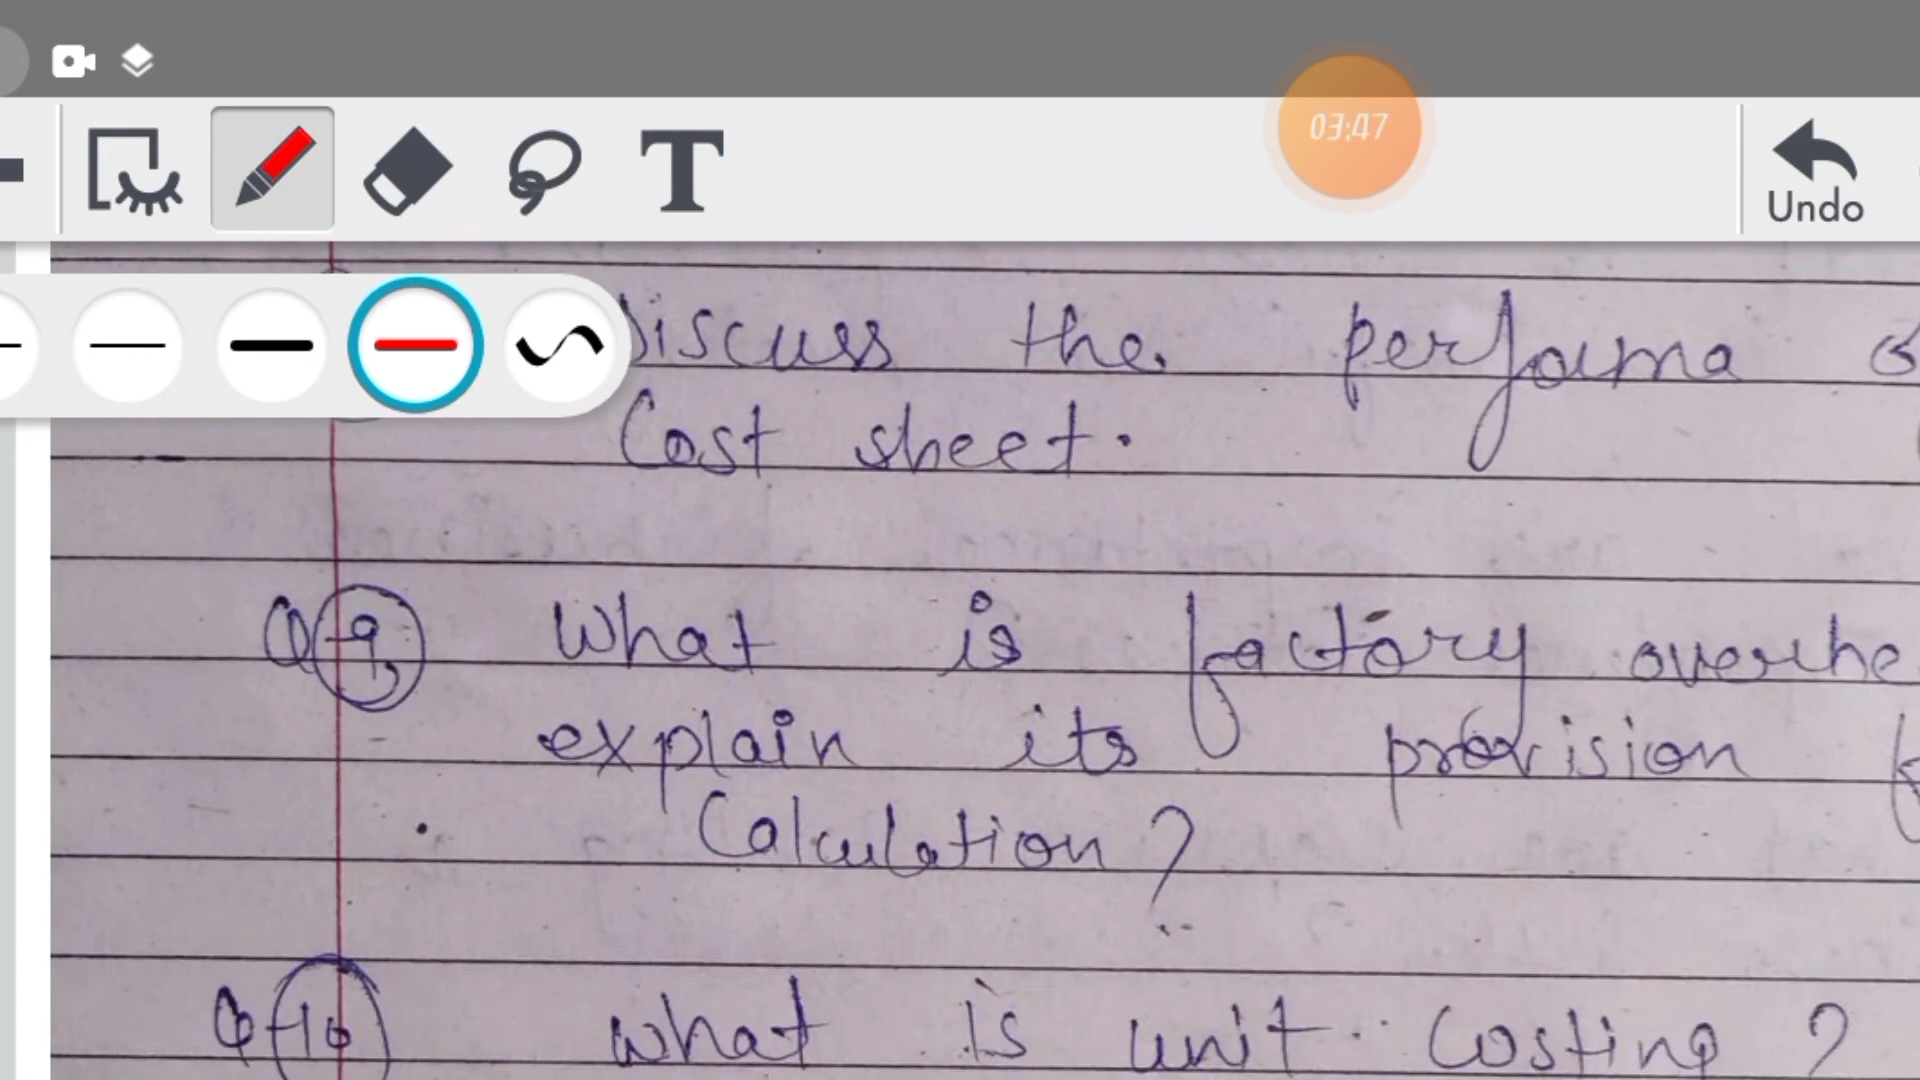 03:47
T
Undo
Discuss the performa
Cost sheet.
Q 9, What is factory overhe
explain its provision
Calculation?
Q 10 What is unit Costing?